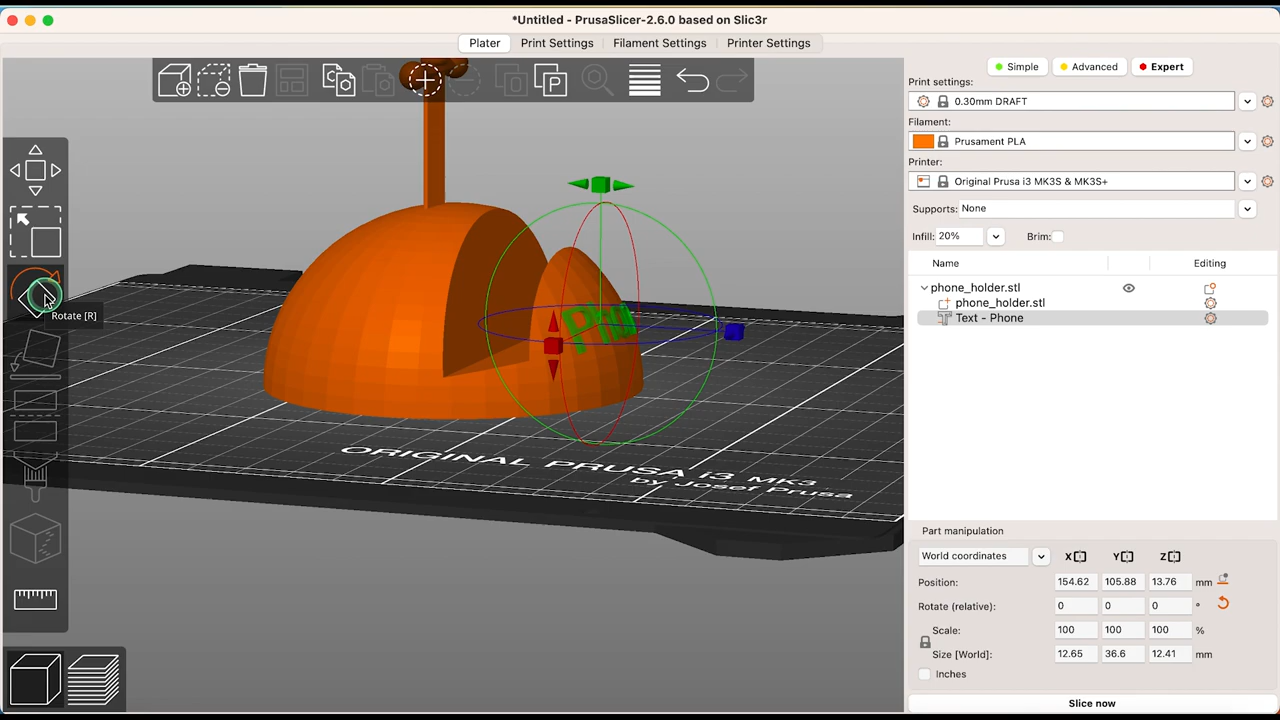 *Untitled - PrusaSlicer-2.6.0 based on Slic3r
Plater
Print Settings
Filament Settings
Printer Settings
Simple
Advanced
Expert
Print settings:
0.30mm DRAFT
Filament:
Prusament PLA
Printer:
Original Prusa i3 MK3S & MK3S+
Supports: None
Infill: 20%
Brim:
Name
Editing
phone_holder.stl
phone_holder.stl
Text - Phone
P
Rotate [R]
Pho
ORIGINAL PRUSA i3 MK3
by Josef Prusa
Part manipulation
World coordinates
X
Y
Z
Position: 154.62 105.88 13.76 mm
Rotate (relative): 0 0 0 °
Scale: 100 100 100 %
Size [World]: 12.65 36.6 12.41 mm
Inches
Slice now